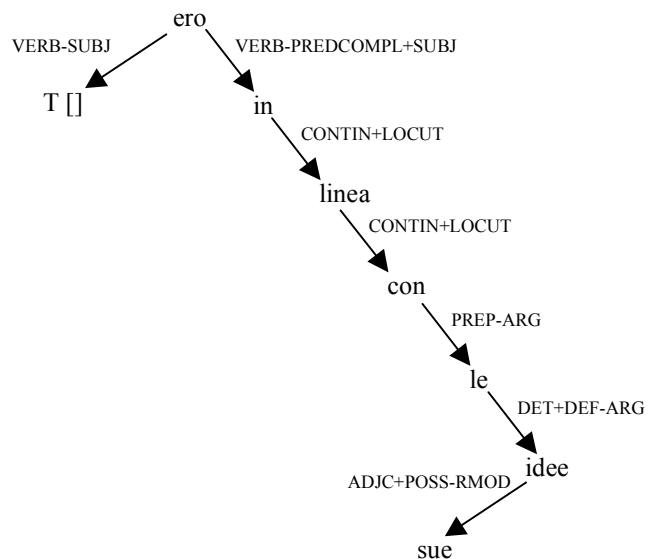 ero
VERB-SUBJ
VERB-PREDCOMPL+SUBJ
T []
in
CONTIN+LOCUT
linea
CONTIN+LOCUT
con
PREP-ARG
le
DET+DEF-ARG
idee
ADJC+POSS-RMOD
sue